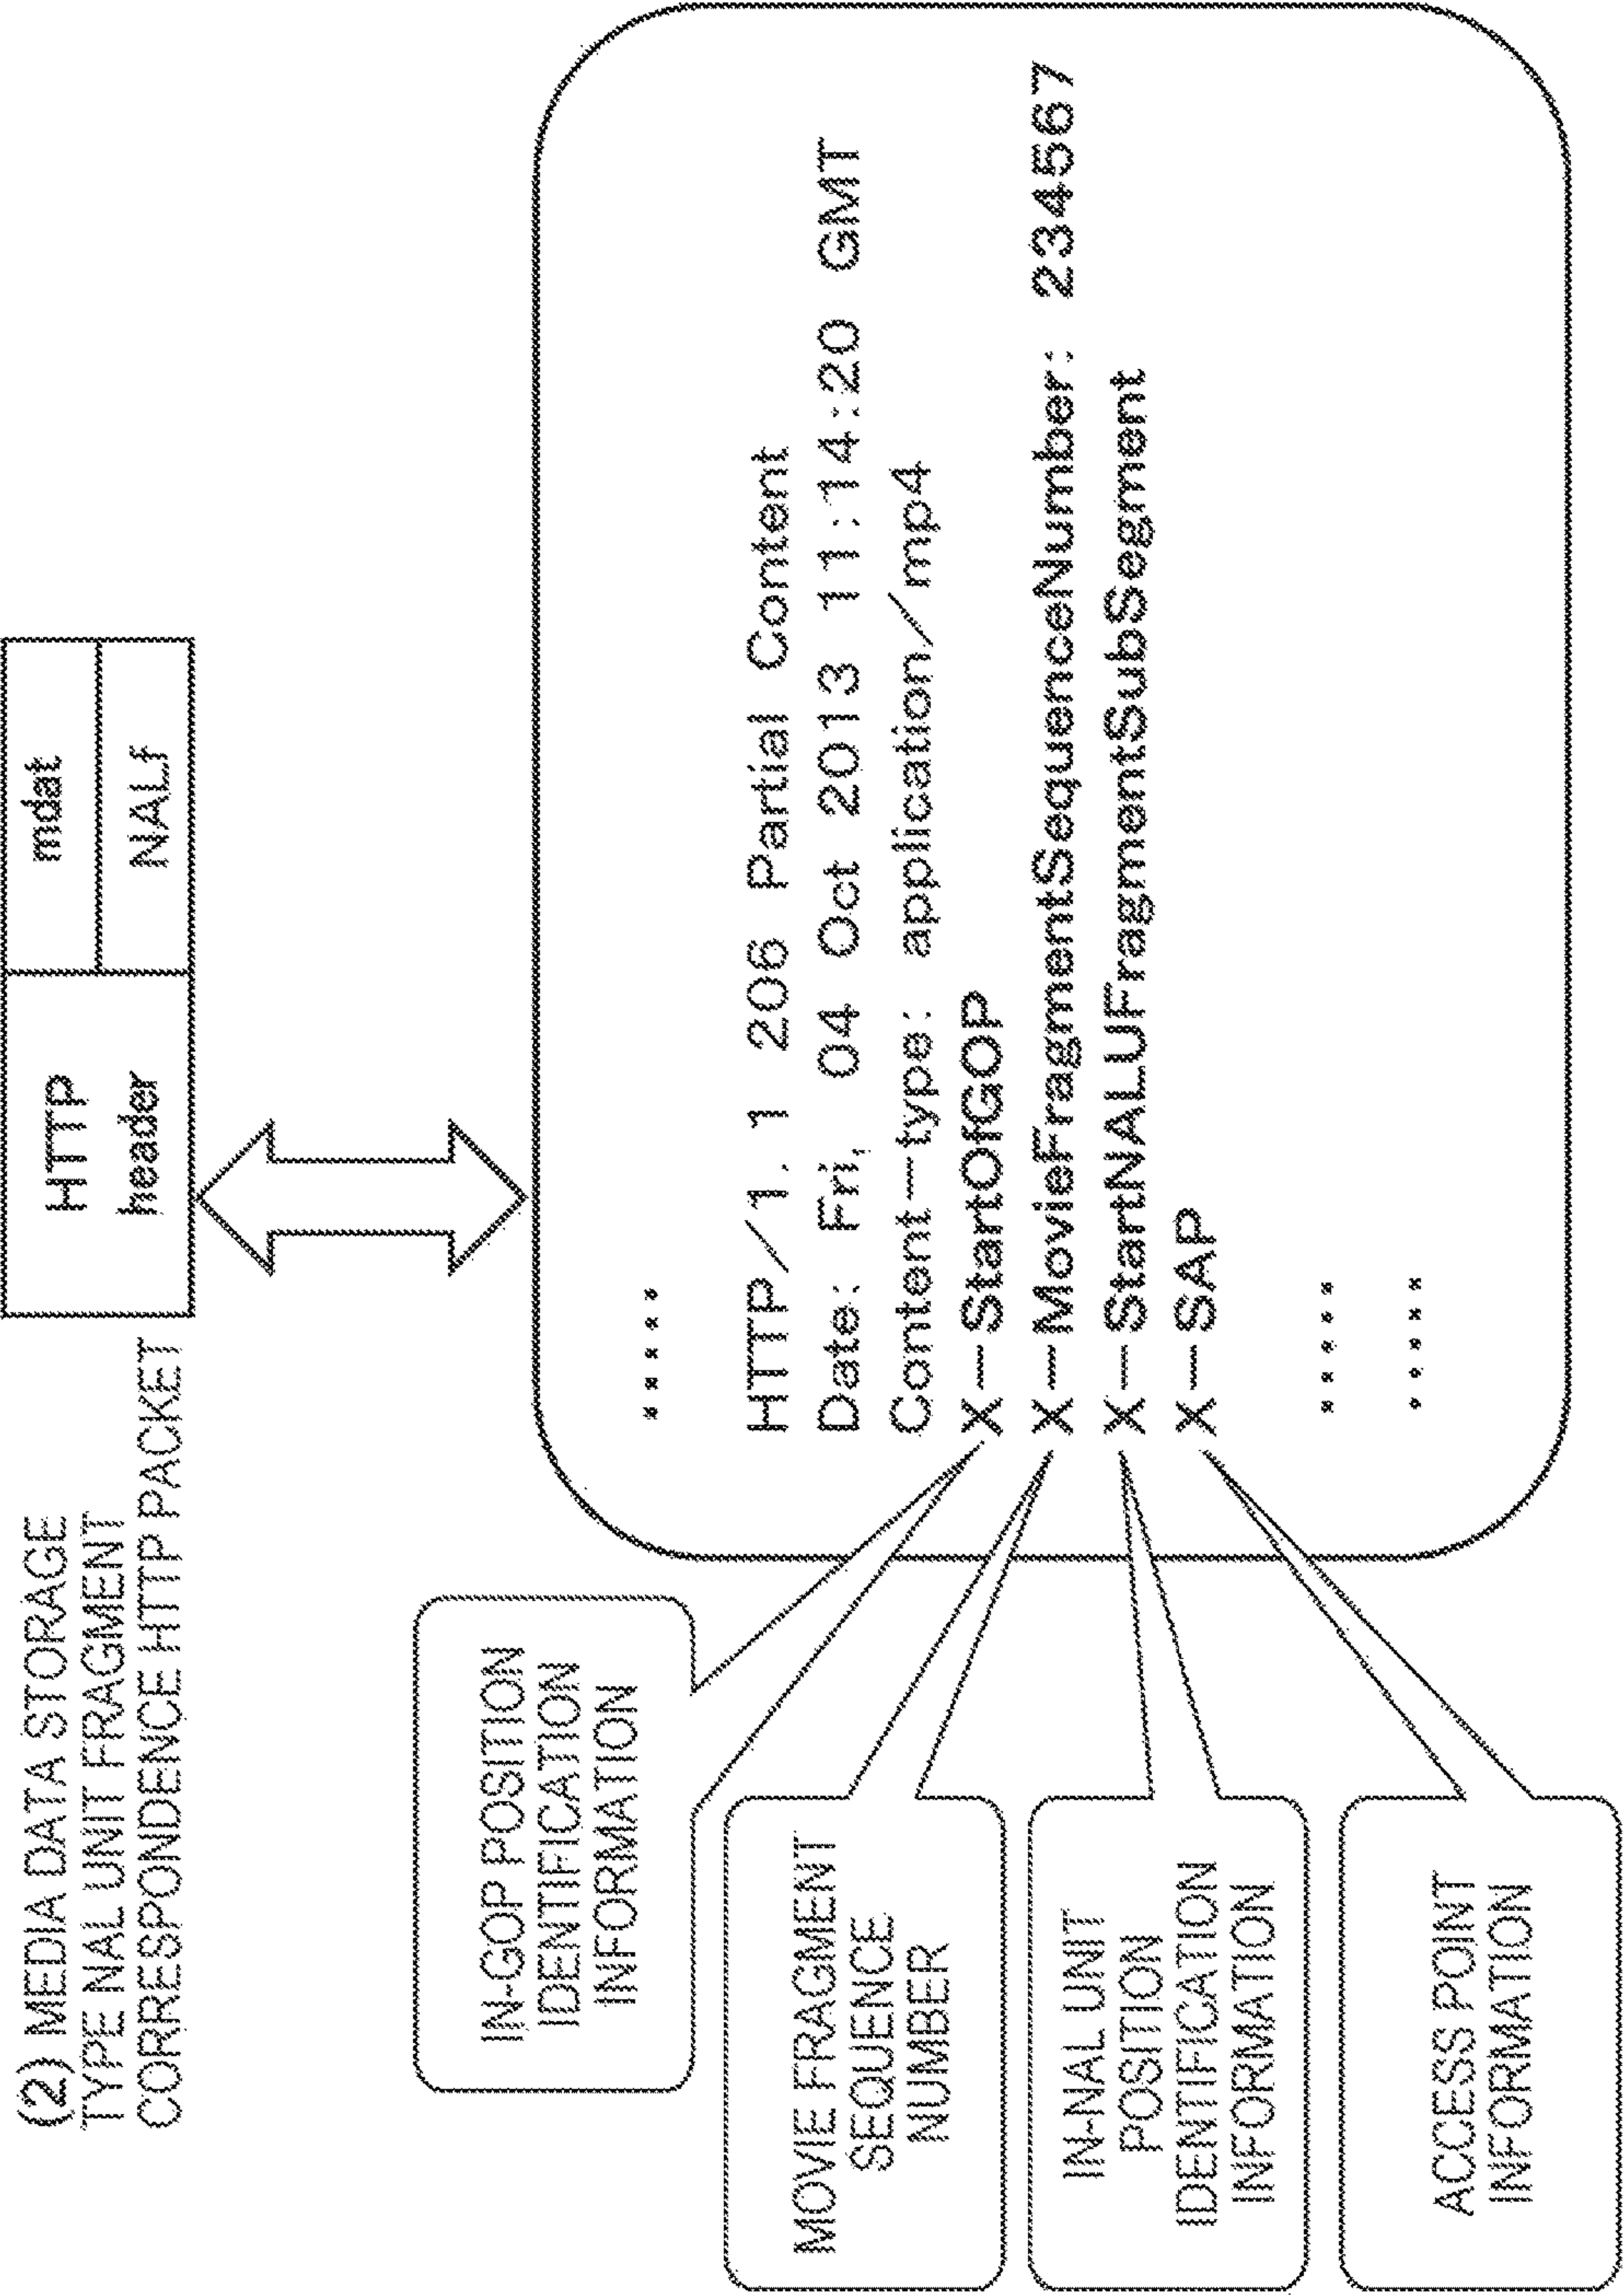 (2) MEDIA DATA STORAGE
TYPE NAL UNIT FRAGMENT
CORRESPONDENCE HTTP PACKET
HTTP
header
mdat
NALf
.....
HTTP/1. 1 206 Partial Content
Date: Fri, 04 Oct 2013 11:14:20 GMT
Content-type: application/mp4
X-StartOfGOP
X-MovieFragmentSequenceNumber: 234567
X-StartNALUFragmentSubSegment
X-SAP
.....
.....
IN-GOP POSITION
IDENTIFICATION
INFORMATION
MOVIE FRAGMENT
SEQUENCE
NUMBER
IN-NAL UNIT
POSITION
IDENTIFICATION
INFORMATION
ACCESS POINT
INFORMATION